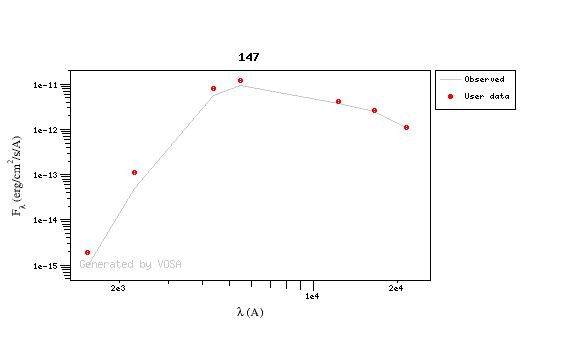 147
1e-11
1e-12
1e-13
1e-14
1e-15
Fλ (erg/cm2/s/A)
Observed
User data
Generated by VOSA
2e3
1e4
2e4
λ (A)